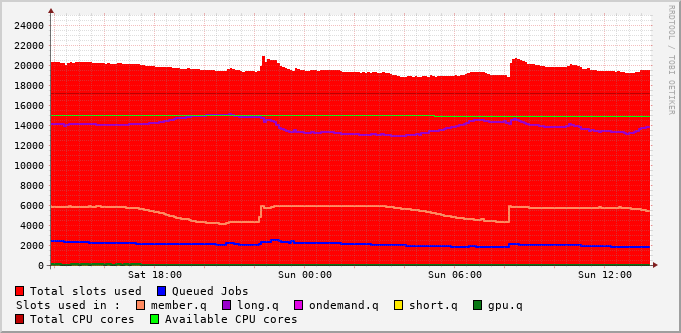 RRDTOOL / TOBI OETIKER
24000
22000
20000
18000
16000
14000
12000
10000
8000
6000
4000
2000
0
Sat 18:00 Sun 00:00 Sun 06:00 Sun 12:00
Total slots used Queued Jobs
Slots used in : member.q long.q ondemand.q short.q gpu.q
Total CPU cores Available CPU cores